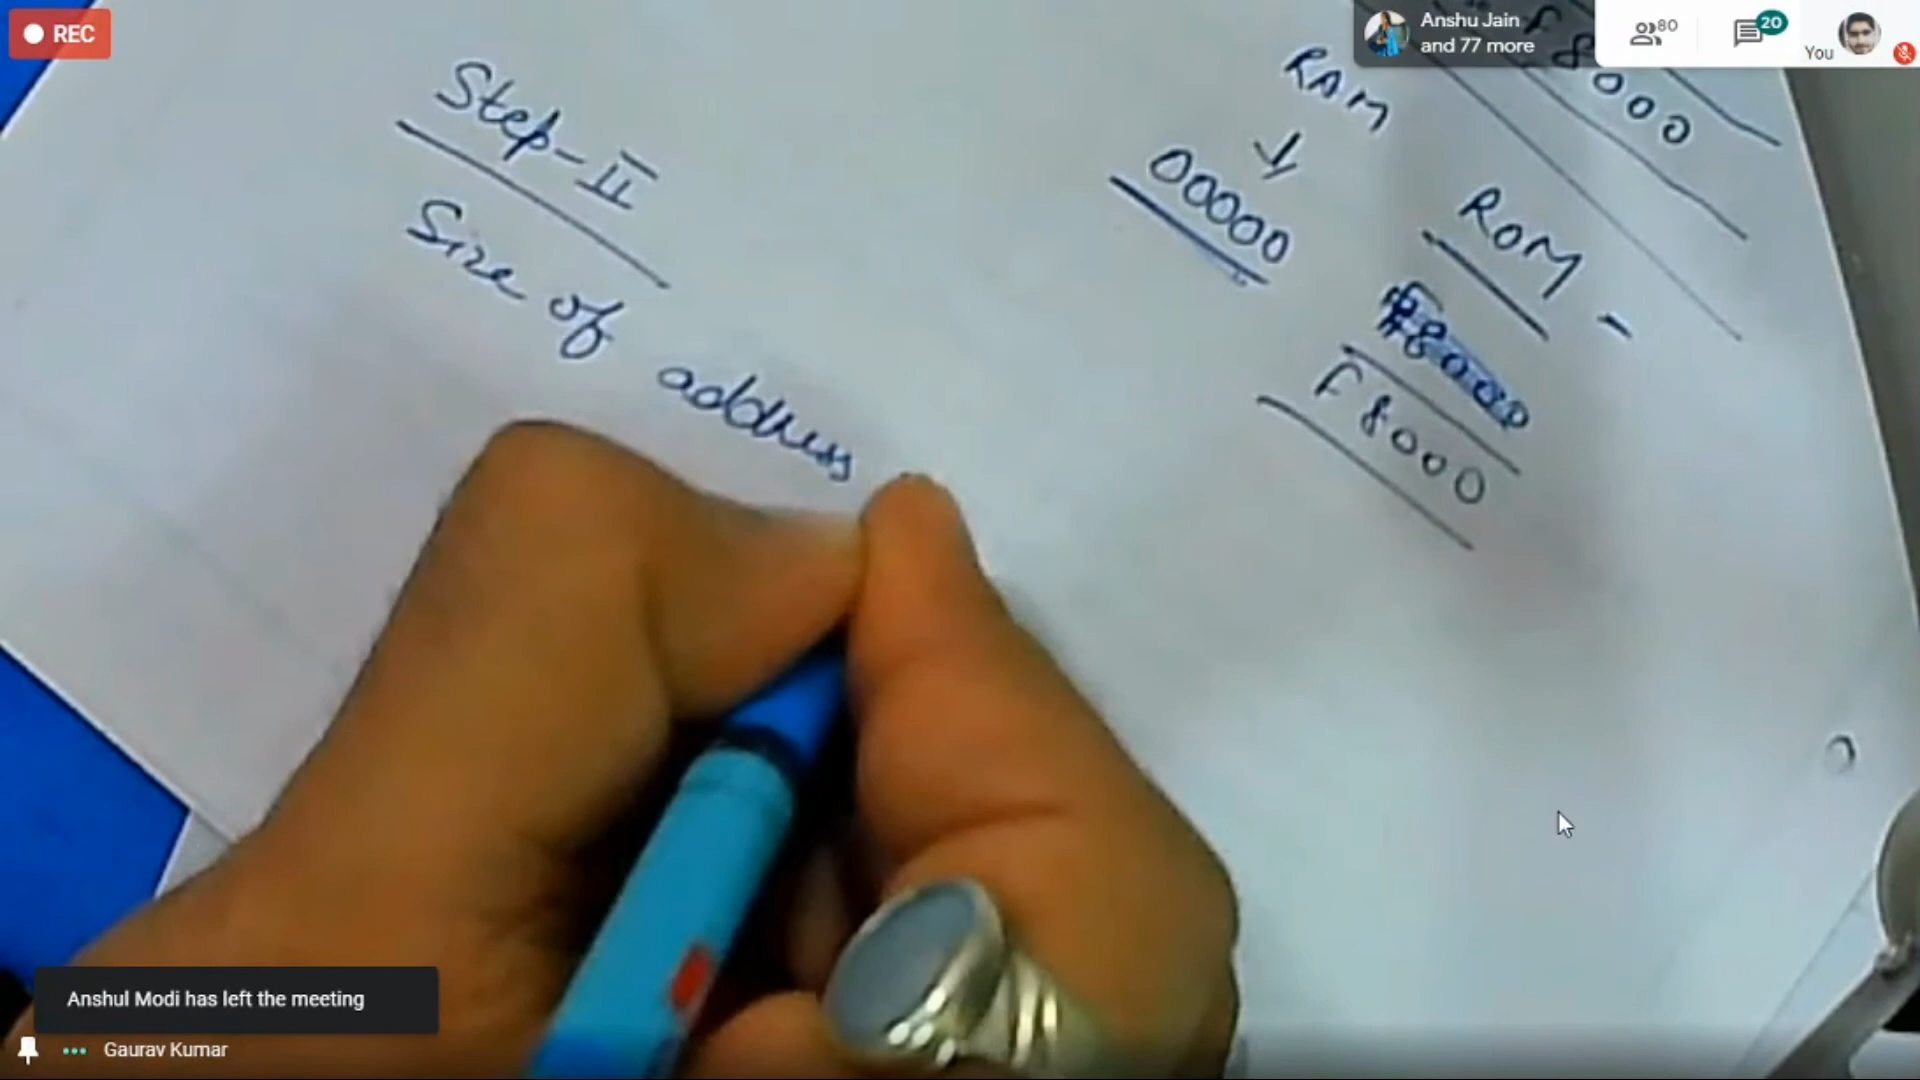 REC
Anshu Jain
and 77 more
80
20
You
Step-II
Size of address
RAM
↓
00000
ROM -
F8000
F8000
F8000
Anshul Modi has left the meeting
Gaurav Kumar